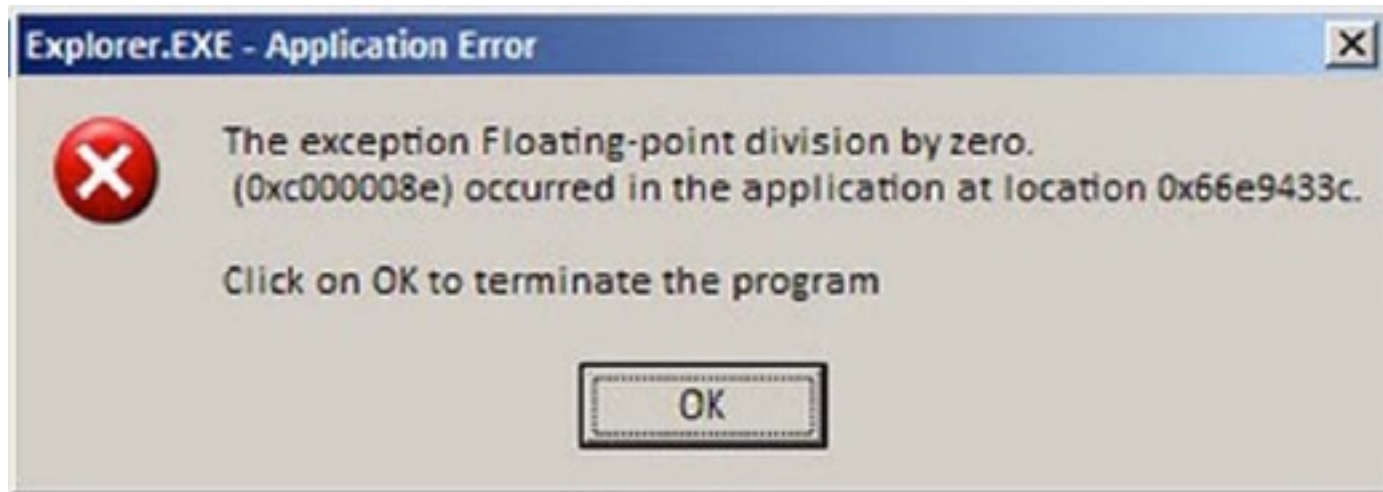 Explorer.EXE - Application Error
The exception Floating-point division by zero.
(0xc000008e) occurred in the application at location 0x66e9433c.
Click on OK to terminate the program
OK